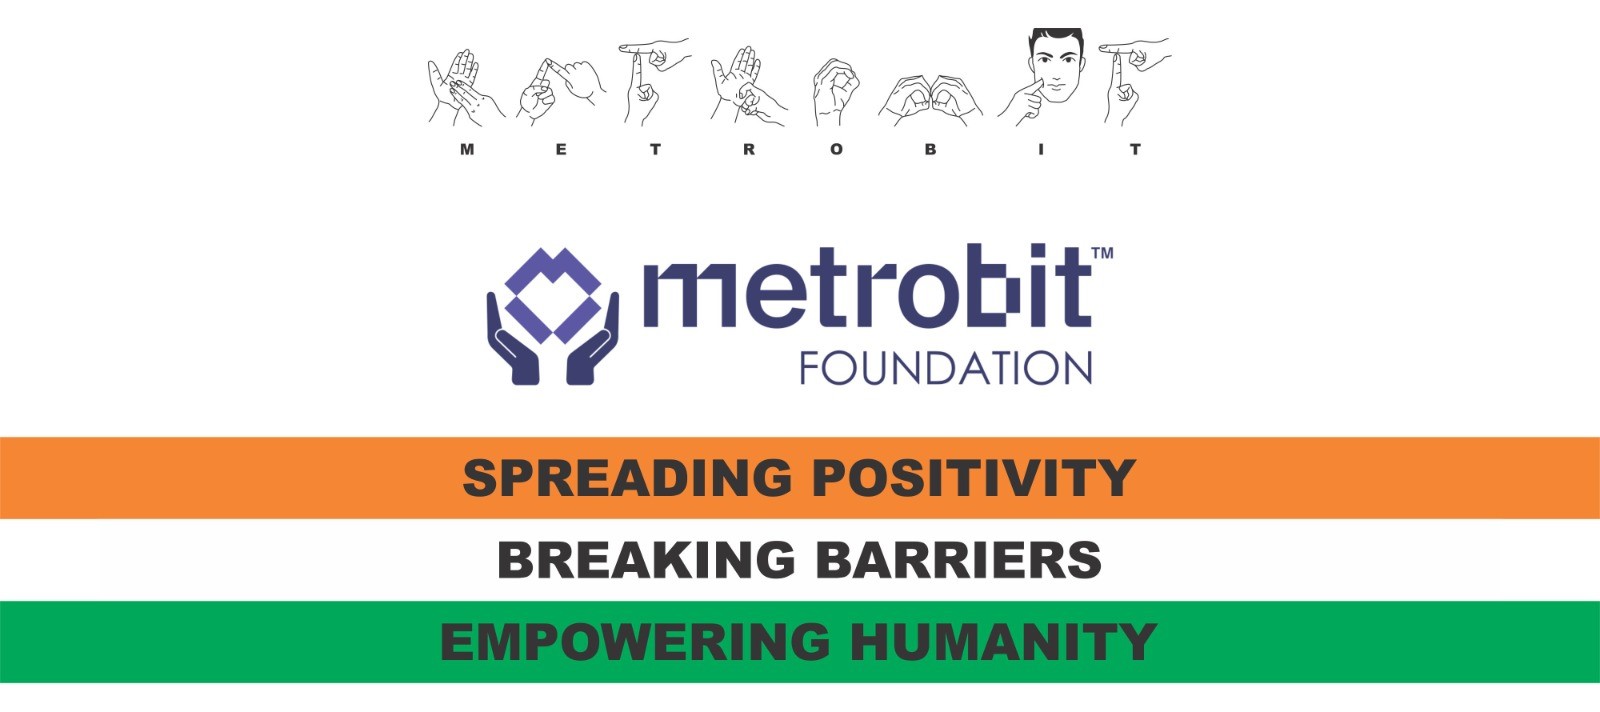 M E T R O B I T
metrobit™
FOUNDATION
SPREADING POSITIVITY
BREAKING BARRIERS
EMPOWERING HUMANITY